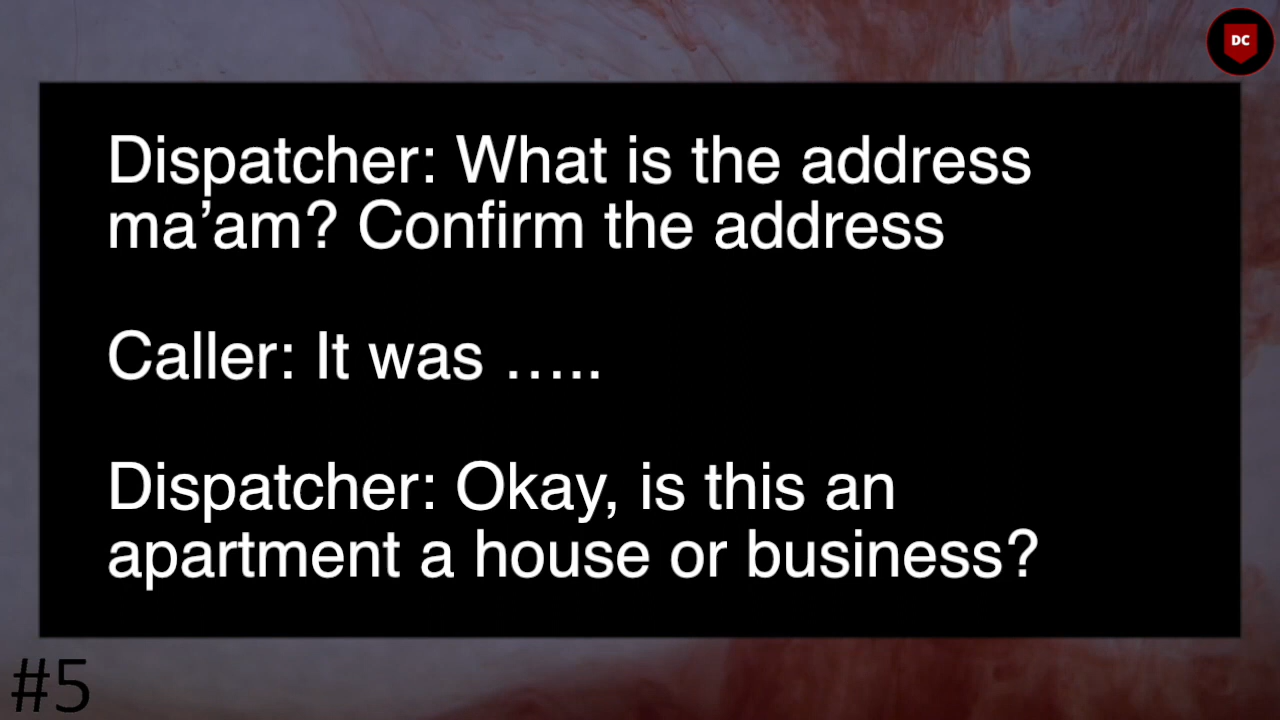 DC
Dispatcher: What is the address
ma’am? Confirm the address
Caller: It was …..
Dispatcher: Okay, is this an
apartment a house or business?
#5